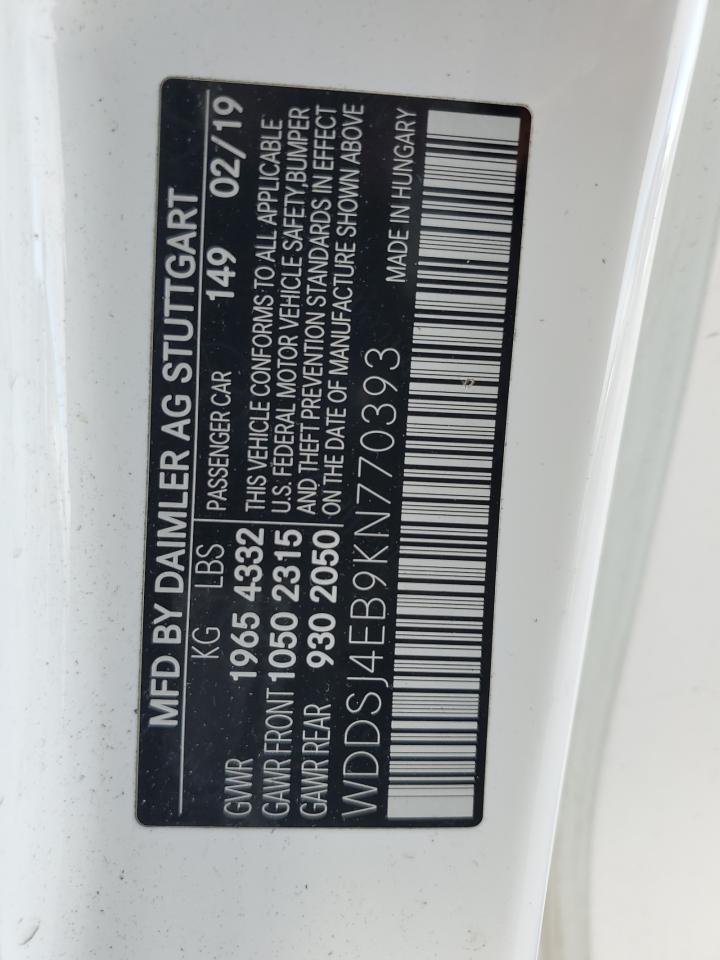 MFD BY DAIMLER AG STUTTGART
KG LBS PASSENGER CAR 149 02/19
GVWR 1965 4332
GAWR FRONT 1050 2315
GAWR REAR 930 2050
THIS VEHICLE CONFORMS TO ALL APPLICABLE
U.S. FEDERAL MOTOR VEHICLE SAFETY,BUMPER
AND THEFT PREVENTION STANDARDS IN EFFECT
ON THE DATE OF MANUFACTURE SHOWN ABOVE
WDDSJ4EB9KN770393 MADE IN HUNGARY